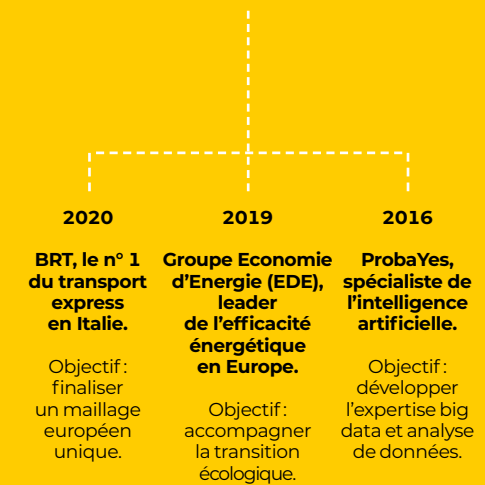 2020
BRT, le n° 1
du transport
express
en Italie.
Objectif :
finaliser
un maillage
européen
unique.
2019
Groupe Economie
d’Energie (EDE),
leader
de l’efficacité
énergétique
en Europe.
Objectif :
accompagner
la transition
écologique.
2016
ProbaYes,
spécialiste de
l’intelligence
artificielle.
Objectif :
développer
l’expertise big
data et analyse
de données.